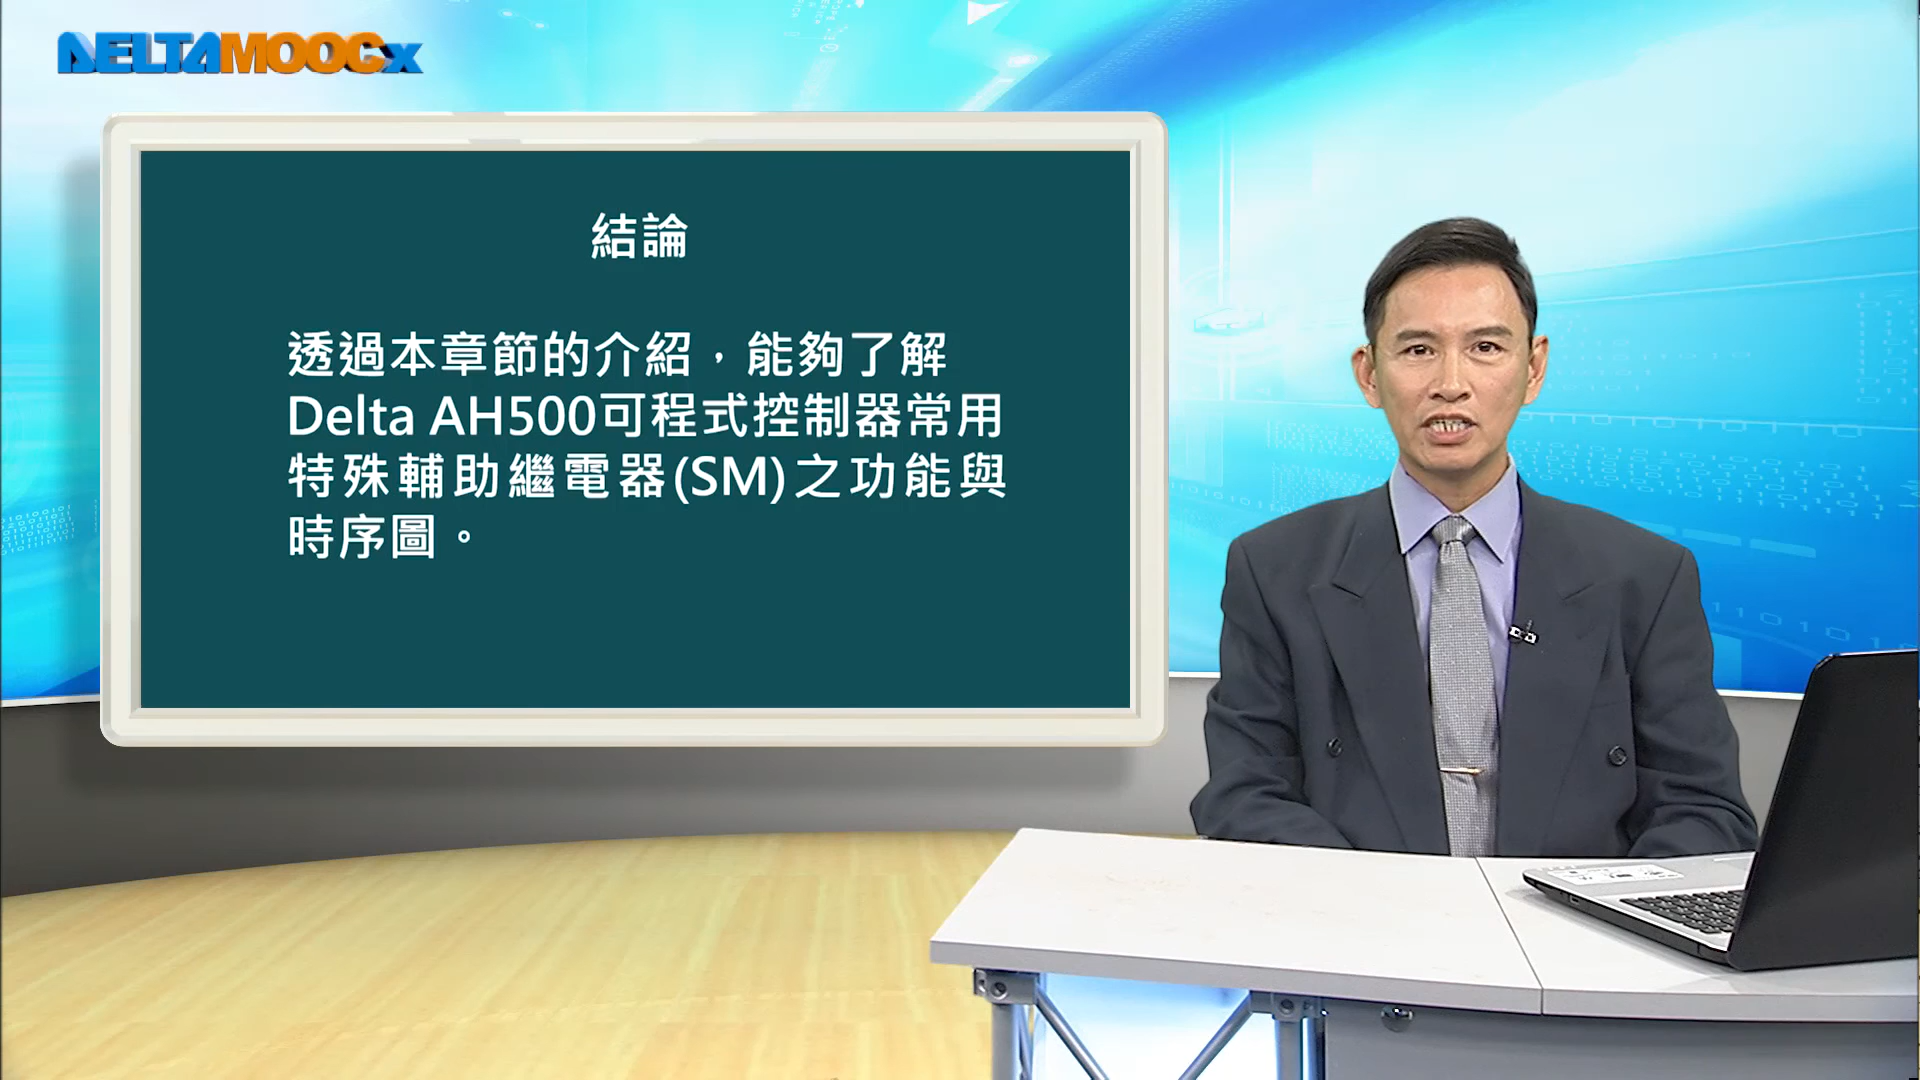 DELTAMOOCx
結論
透過本章節的介紹，能夠了解
Delta AH500可程式控制器常用
特殊輔助繼電器(SM)之功能與
時序圖。